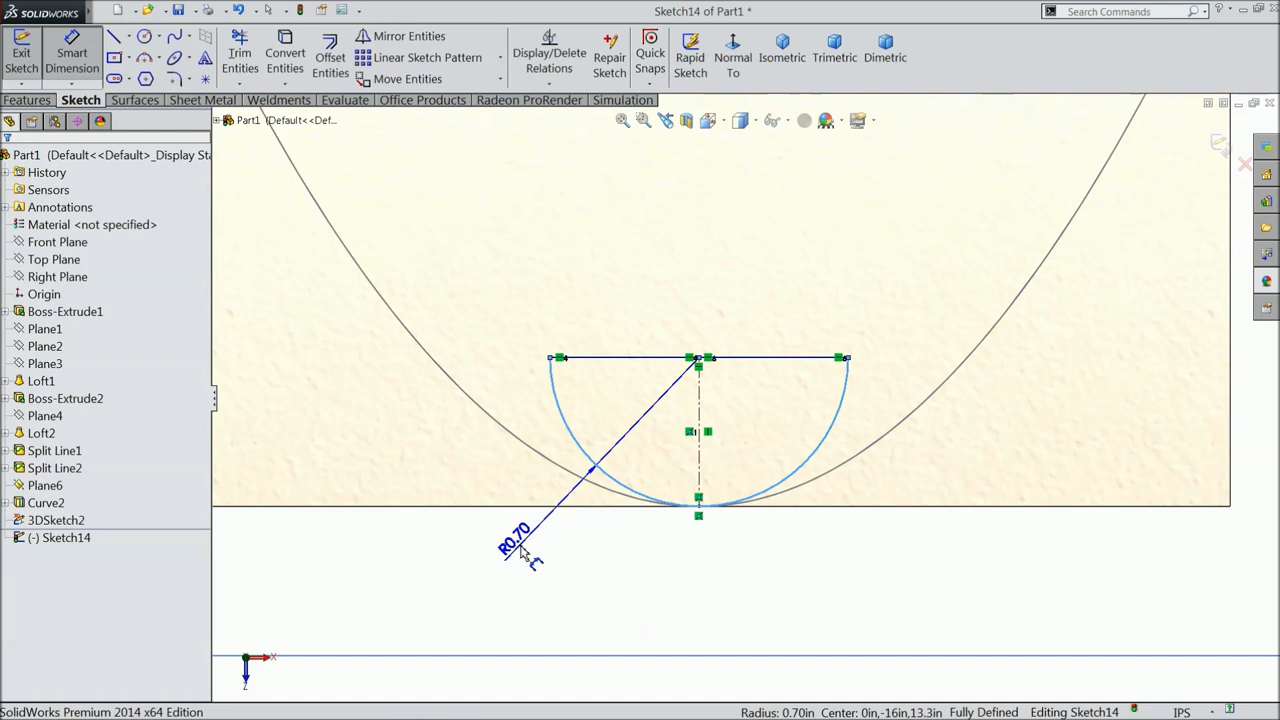 SOLIDWORKS
Sketch14 of Part1 *
Search Commands
?
Exit Sketch
Smart Dimension
Trim Entities
Convert Entities
Offset Entities
Mirror Entities
Linear Sketch Pattern
Move Entities
Display/Delete Relations
Repair Sketch
Quick Snaps
Rapid Sketch
Normal To
Isometric
Trimetric
Dimetric
Features
Sketch
Surfaces
Sheet Metal
Weldments
Evaluate
Office Products
Radeon ProRender
Simulation
Part1 (Default<<Def...
Part1 (Default<<Default>_Display Sta
History
Sensors
Annotations
Material <not specified>
Front Plane
Top Plane
Right Plane
Origin
Boss-Extrude1
Plane1
Plane2
Plane3
Loft1
Boss-Extrude2
Plane4
Loft2
Split Line1
Split Line2
Plane6
Curve2
3DSketch2
(-) Sketch14
R0.70
X
Z
SolidWorks Premium 2014 x64 Edition
Radius: 0.70in Center: 0in,-16in,13.3in Fully Defined Editing Sketch14 IPS ?